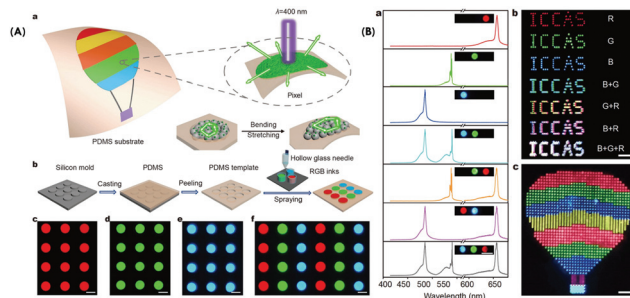 (A)
a
λ=400 nm
Pixel
PDMS substrate
Bending
Stretching
Hollow glass needle
RGB inks
b
Silicon mold
PDMS
PDMS template
Casting
Peeling
Spraying
c
d
e
f
(B)
a
400
450
500
550
600
650
Wavelength (nm)
b
ICCAS R
ICCAS G
ICCAS B
ICCAS B+G
ICCAS G+R
ICCAS B+R
ICCAS B+G+R
c